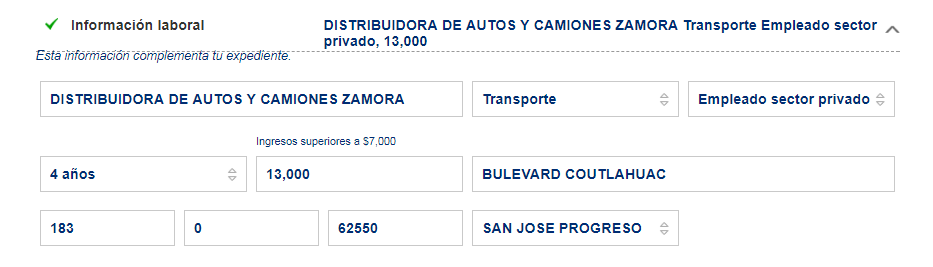 Información laboral
DISTRIBUIDORA DE AUTOS Y CAMIONES ZAMORA Transporte Empleado sector
privado, 13,000
Esta información complementa tu expediente.
DISTRIBUIDORA DE AUTOS Y CAMIONES ZAMORA
Transporte
Empleado sector privado
Ingresos superiores a $7,000
4 años
13,000
BULEVARD COUTLAHUAC
183
0
62550
SAN JOSE PROGRESO